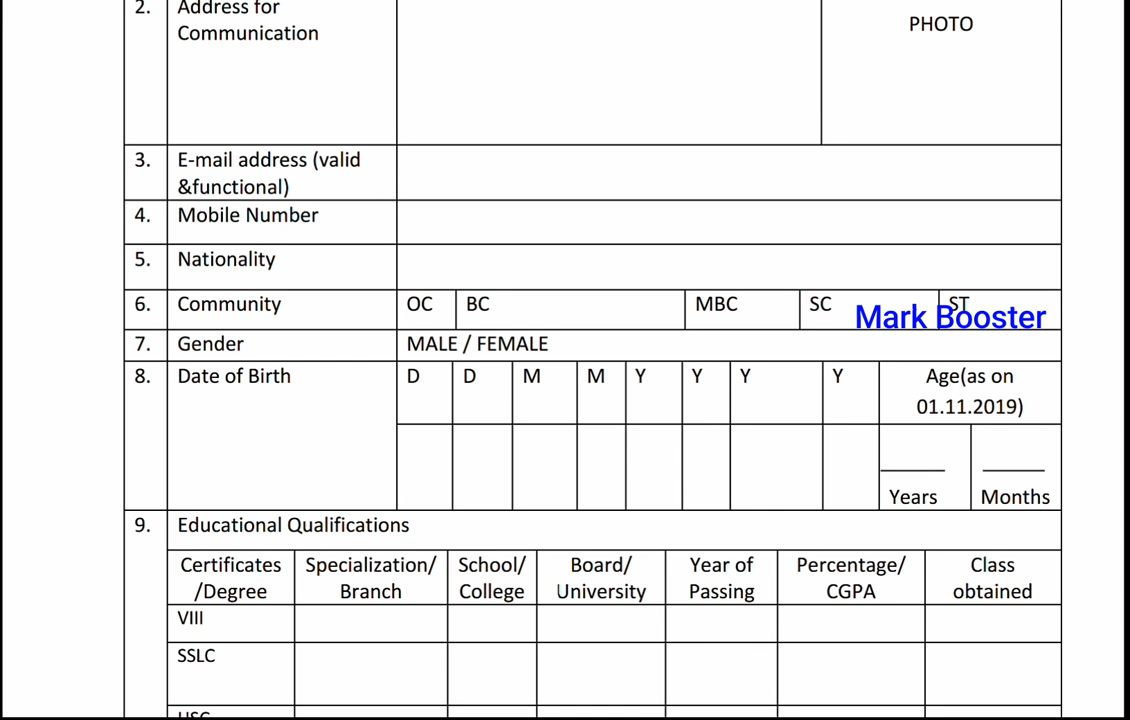 2.
Address for
Communication
PHOTO
3.
E-mail address (valid
&functional)
4.
Mobile Number
5.
Nationality
6.
Community
OC
BC
MBC
SC
ST
Mark Booster
7.
Gender
MALE / FEMALE
8.
Date of Birth
D
D
M
M
Y
Y
Y
Y
Age(as on
01.11.2019)
Years
Months
9.
Educational Qualifications
Certificates
/Degree
Specialization/
Branch
School/
College
Board/
University
Year of
Passing
Percentage/
CGPA
Class
obtained
VIII
SSLC